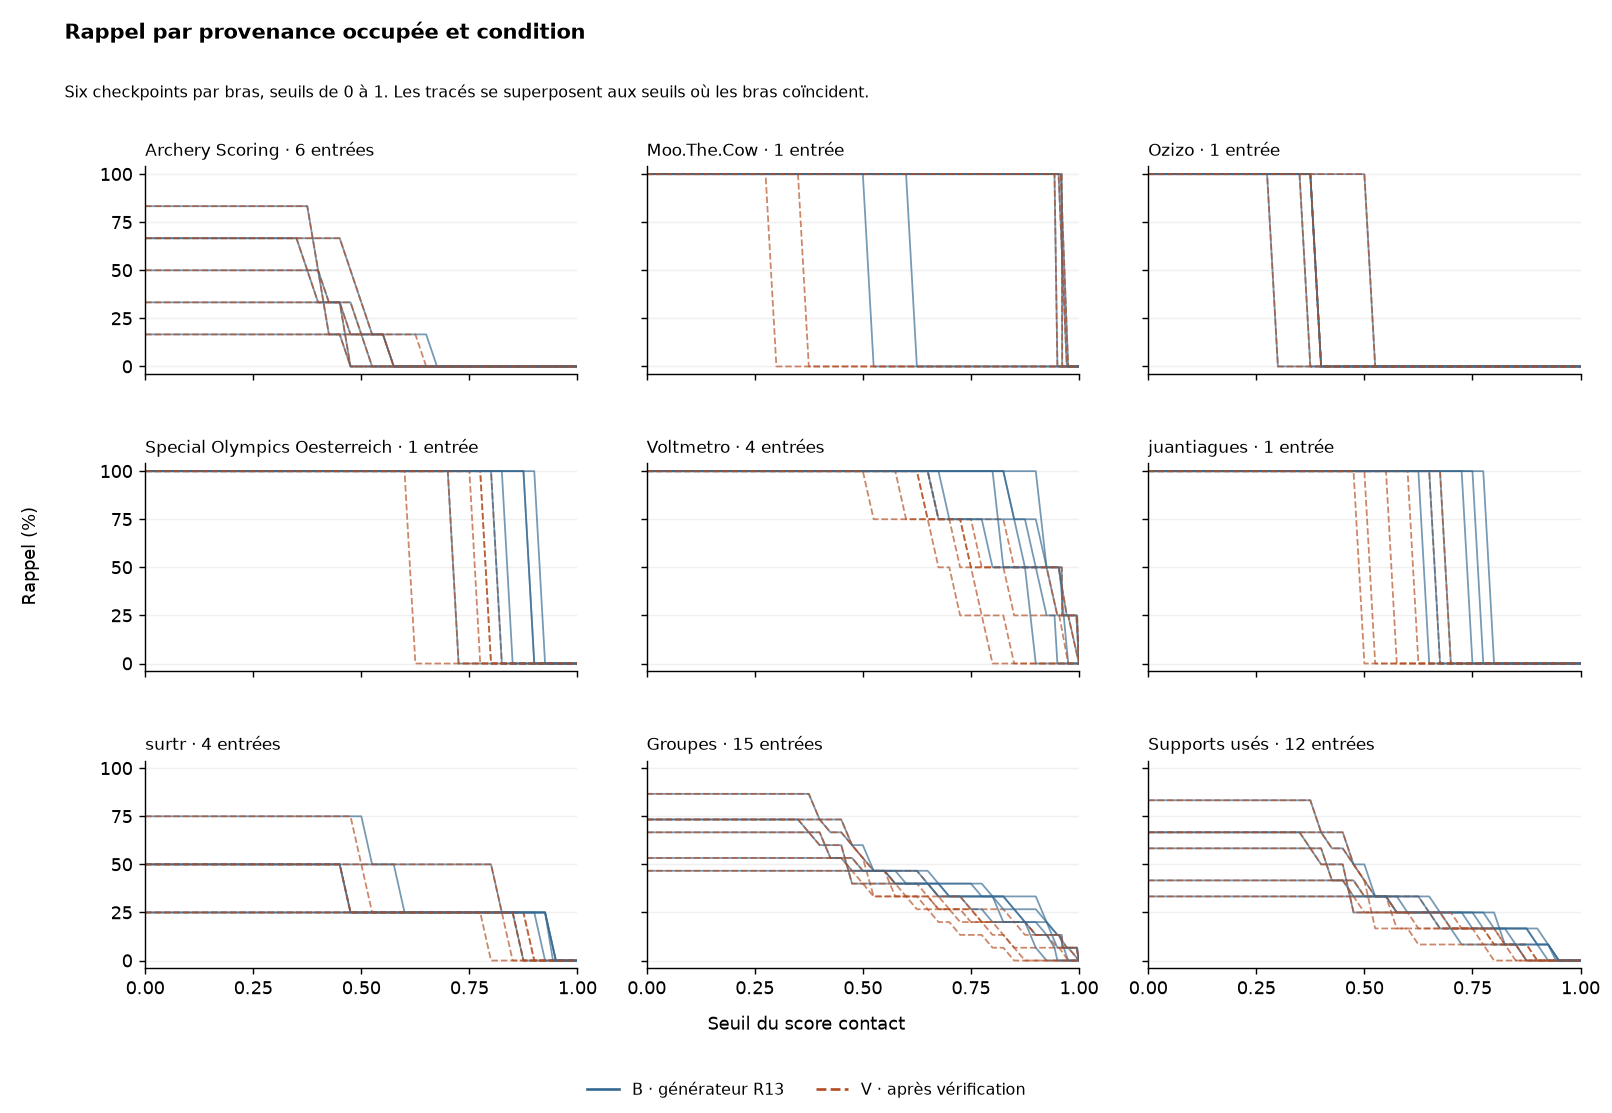 Rappel par provenance occupée et condition
Six checkpoints par bras, seuils de 0 à 1. Les tracés se superposent aux seuils où les bras coïncident.
Archery Scoring · 6 entrées
Moo.The.Cow · 1 entrée
Ozizo · 1 entrée
100
75
50
25
0
Special Olympics Oesterreich · 1 entrée
Voltmetro · 4 entrées
juantiagues · 1 entrée
100
75
50
25
0
Rappel (%)
surtr · 4 entrées
Groupes · 15 entrées
Supports usés · 12 entrées
100
75
50
25
0
0.00 0.25 0.50 0.75 1.00
0.00 0.25 0.50 0.75 1.00
0.00 0.25 0.50 0.75 1.00
Seuil du score contact
B · générateur R13
V · après vérification